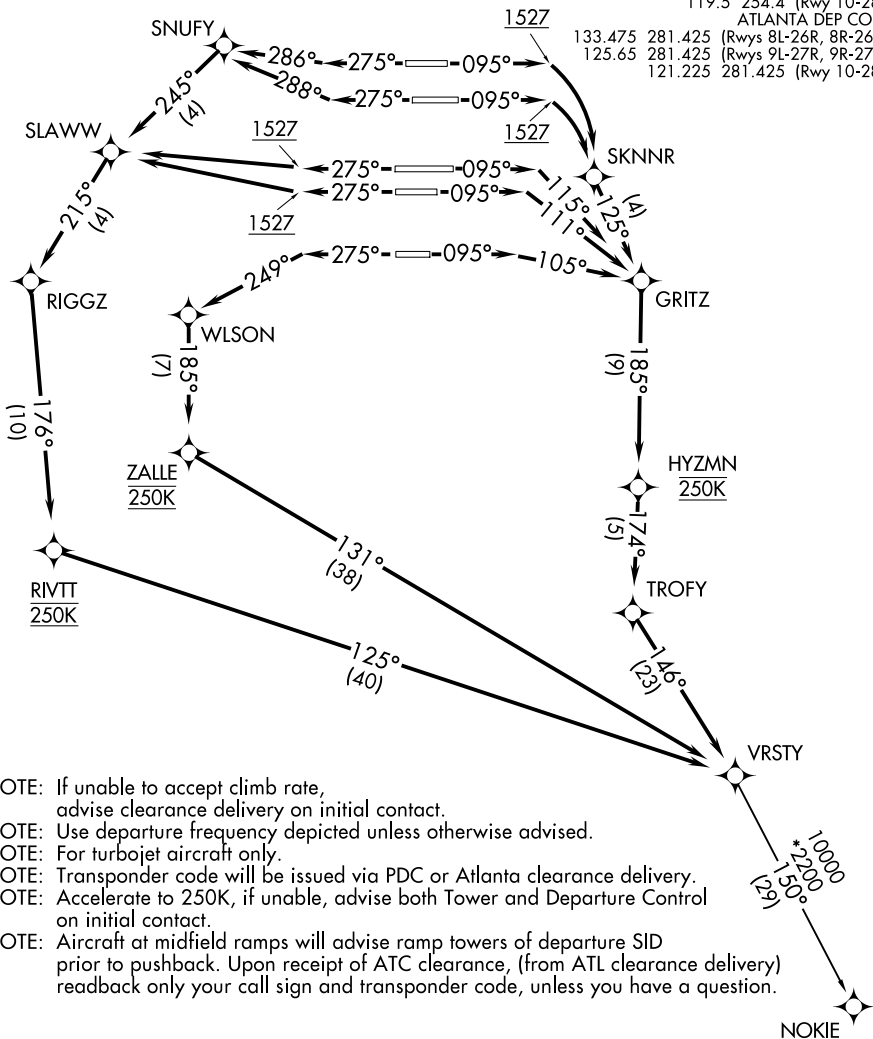 119.5 254.4 (Rwy 10-28
ATLANTA DEP CO
133.475 281.425 (Rwys 8L-26R, 8R-26
125.65 281.425 (Rwys 9L-27R, 9R-27
121.225 281.425 (Rwy 10-28
SNUFY
1527
286°
275°
095°
288°
275°
095°
245°
(4)
1527
SLAWW
1527
SKNNR
275°
095°
115°
125°
(4)
275°
095°
111°
1527
215°
(4)
249°
275°
095°
105°
RIGGZ
WLSON
GRITZ
185°
(7)
185°
(9)
176°
(10)
ZALLE
250K
HYZMN
250K
174°
(5)
131°
(38)
RIVTT
250K
TROFY
125°
(40)
146°
(23)
VRSTY
OTE: If unable to accept climb rate,
advise clearance delivery on initial contact.
OTE: Use departure frequency depicted unless otherwise advised.
OTE: For turbojet aircraft only.
OTE: Transponder code will be issued via PDC or Atlanta clearance delivery.
OTE: Accelerate to 250K, if unable, advise both Tower and Departure Control
on initial contact.
OTE: Aircraft at midfield ramps will advise ramp towers of departure SID
prior to pushback. Upon receipt of ATC clearance, (from ATL clearance delivery)
readback only your call sign and transponder code, unless you have a question.
10000
*2200
150°
(29)
NOKIE